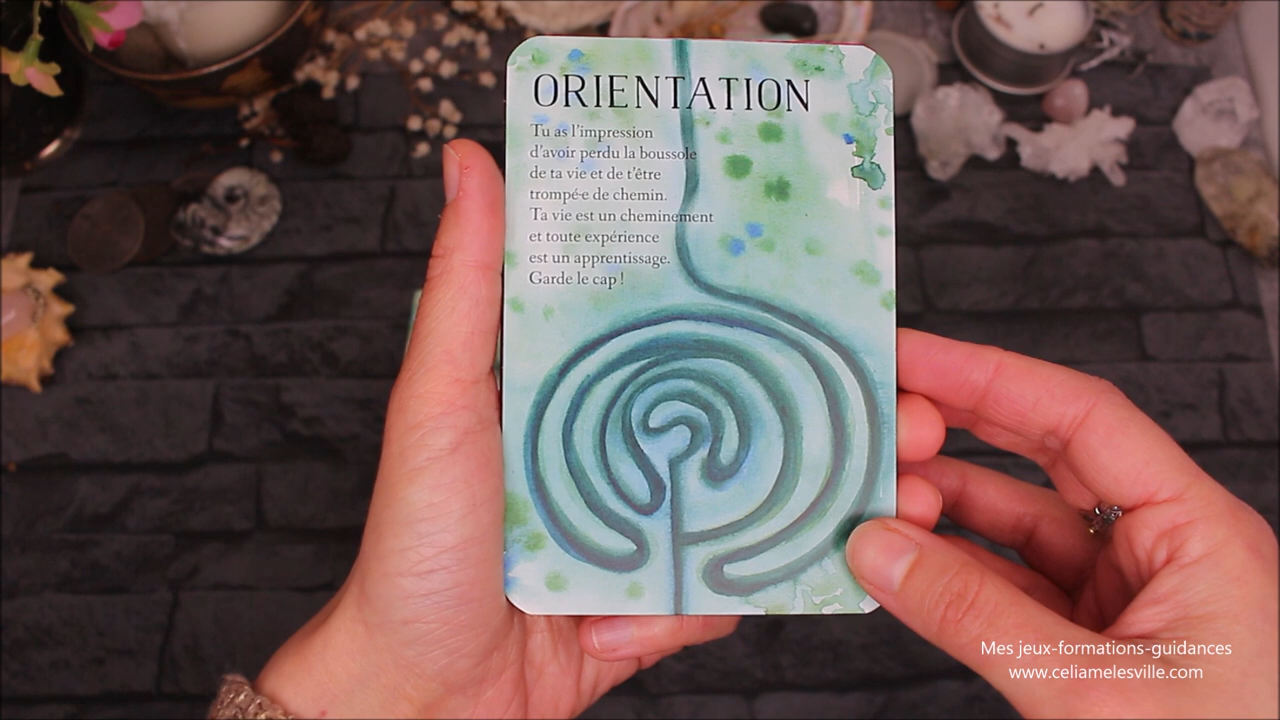 ORIENTATION
Tu as l'impression
d'avoir perdu la boussole
de ta vie et de t'être
trompé·e de chemin.
Ta vie est un cheminement
et toute expérience
est un apprentissage.
Garde le cap !
Mes jeux-formations-guidances
www.celiamelesville.com